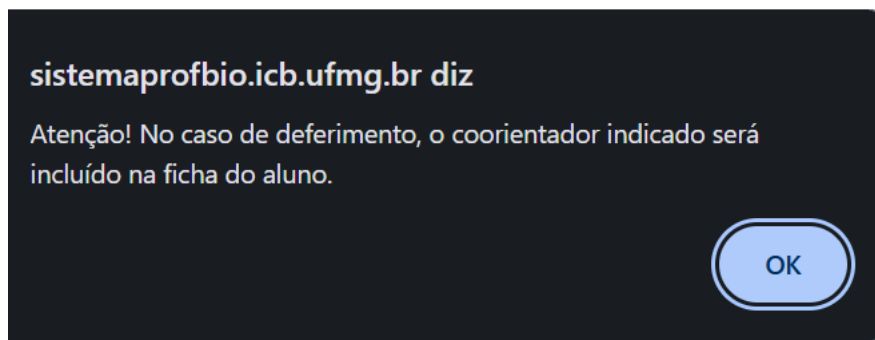 sistemaprofbio.icb.ufmg.br diz
Atenção! No caso de deferimento, o coorientador indicado será
incluído na ficha do aluno.
OK